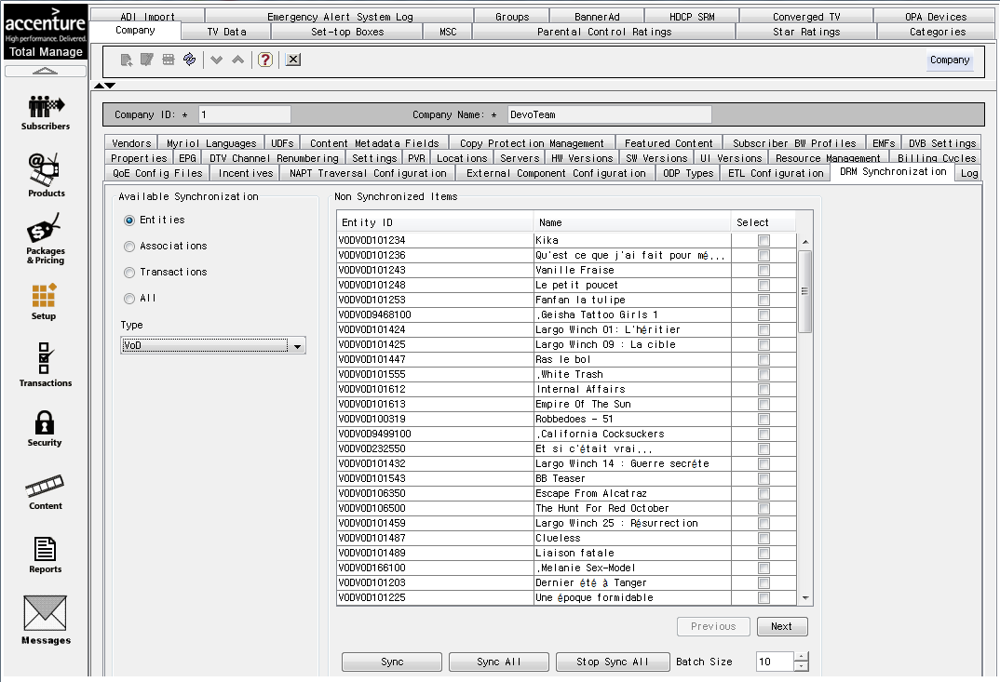 accenture
High performance. Delivered.
Total Manage
Subscribers
Products
Packages
& Pricing
Setup
Transactions
Security
Content
Reports
Messages
ADI Import Emergency Alert System Log Groups BannerAd HDCP SRM Converged TV OPA Devices
Company TV Data Set-top Boxes MSC Parental Control Ratings Star Ratings Categories
Company
Company ID: * 1 Company Name: * DevoTeam
Vendors Myriol Languages UDFs Content Metadata Fields Copy Protection Management Featured Content Subscriber BW Profiles EMFs DVB Settings
Properties EPG DTV Channel Renumbering Settings PVR Locations Servers HW Versions SW Versions UI Versions Resource Management Billing Cycles
QoE Config Files Incentives NAPT Traversal Configuration External Component Configuration ODP Types ETL Configuration DRM Synchronization Log
Available Synchronization
Entities
Associations
Transactions
All
Type
VoD
Non Synchronized Items
Entity ID Name Select
VODVOD101234 Kika
VODVOD101236 Qu'est ce que j'ai fait pour mé...
VODVOD101243 Vanille Fraise
VODVOD101248 Le petit poucet
VODVOD101253 Fanfan la tulipe
VODVOD9468100 .Geisha Tattoo Girls 1
VODVOD101424 Largo Winch 01: L'héritier
VODVOD101425 Largo Winch 09 : La cible
VODVOD101447 Ras le bol
VODVOD101555 .White Trash
VODVOD101612 Internal Affairs
VODVOD101613 Empire Of The Sun
VODVOD100319 Robbedoes - 51
VODVOD9499100 .California Cocksuckers
VODVOD232550 Et si c'était vrai...
VODVOD101432 Largo Winch 14 : Guerre secréte
VODVOD101543 BB Teaser
VODVOD106350 Escape From Alcatraz
VODVOD106500 The Hunt For Red October
VODVOD101459 Largo Winch 25 : Résurrection
VODVOD101487 Clueless
VODVOD101489 Liaison fatale
VODVOD166100 .Melanie Sex-Model
VODVOD101203 Dernier été à Tanger
VODVOD101225 Une époque formidable
Previous Next
Sync Sync All Stop Sync All Batch Size 10